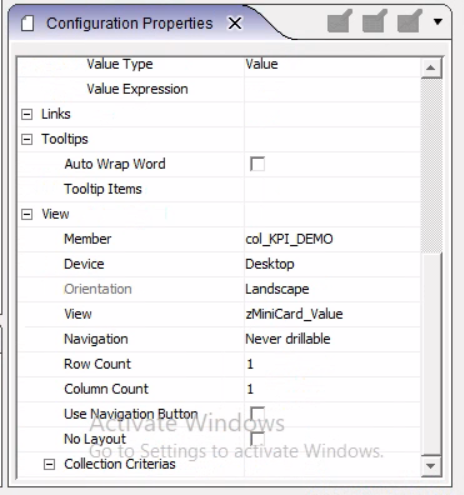 Configuration Properties
Value Type Value
Value Expression
Links
Tooltips
Auto Wrap Word
Tooltip Items
View
Member col_KPI_DEMO
Device Desktop
Orientation Landscape
View zMiniCard_Value
Navigation Never drillable
Row Count 1
Column Count 1
Use Navigation Button
Activate Windows
No Layout
Go to Settings to activate Windows.
Collection Criterias